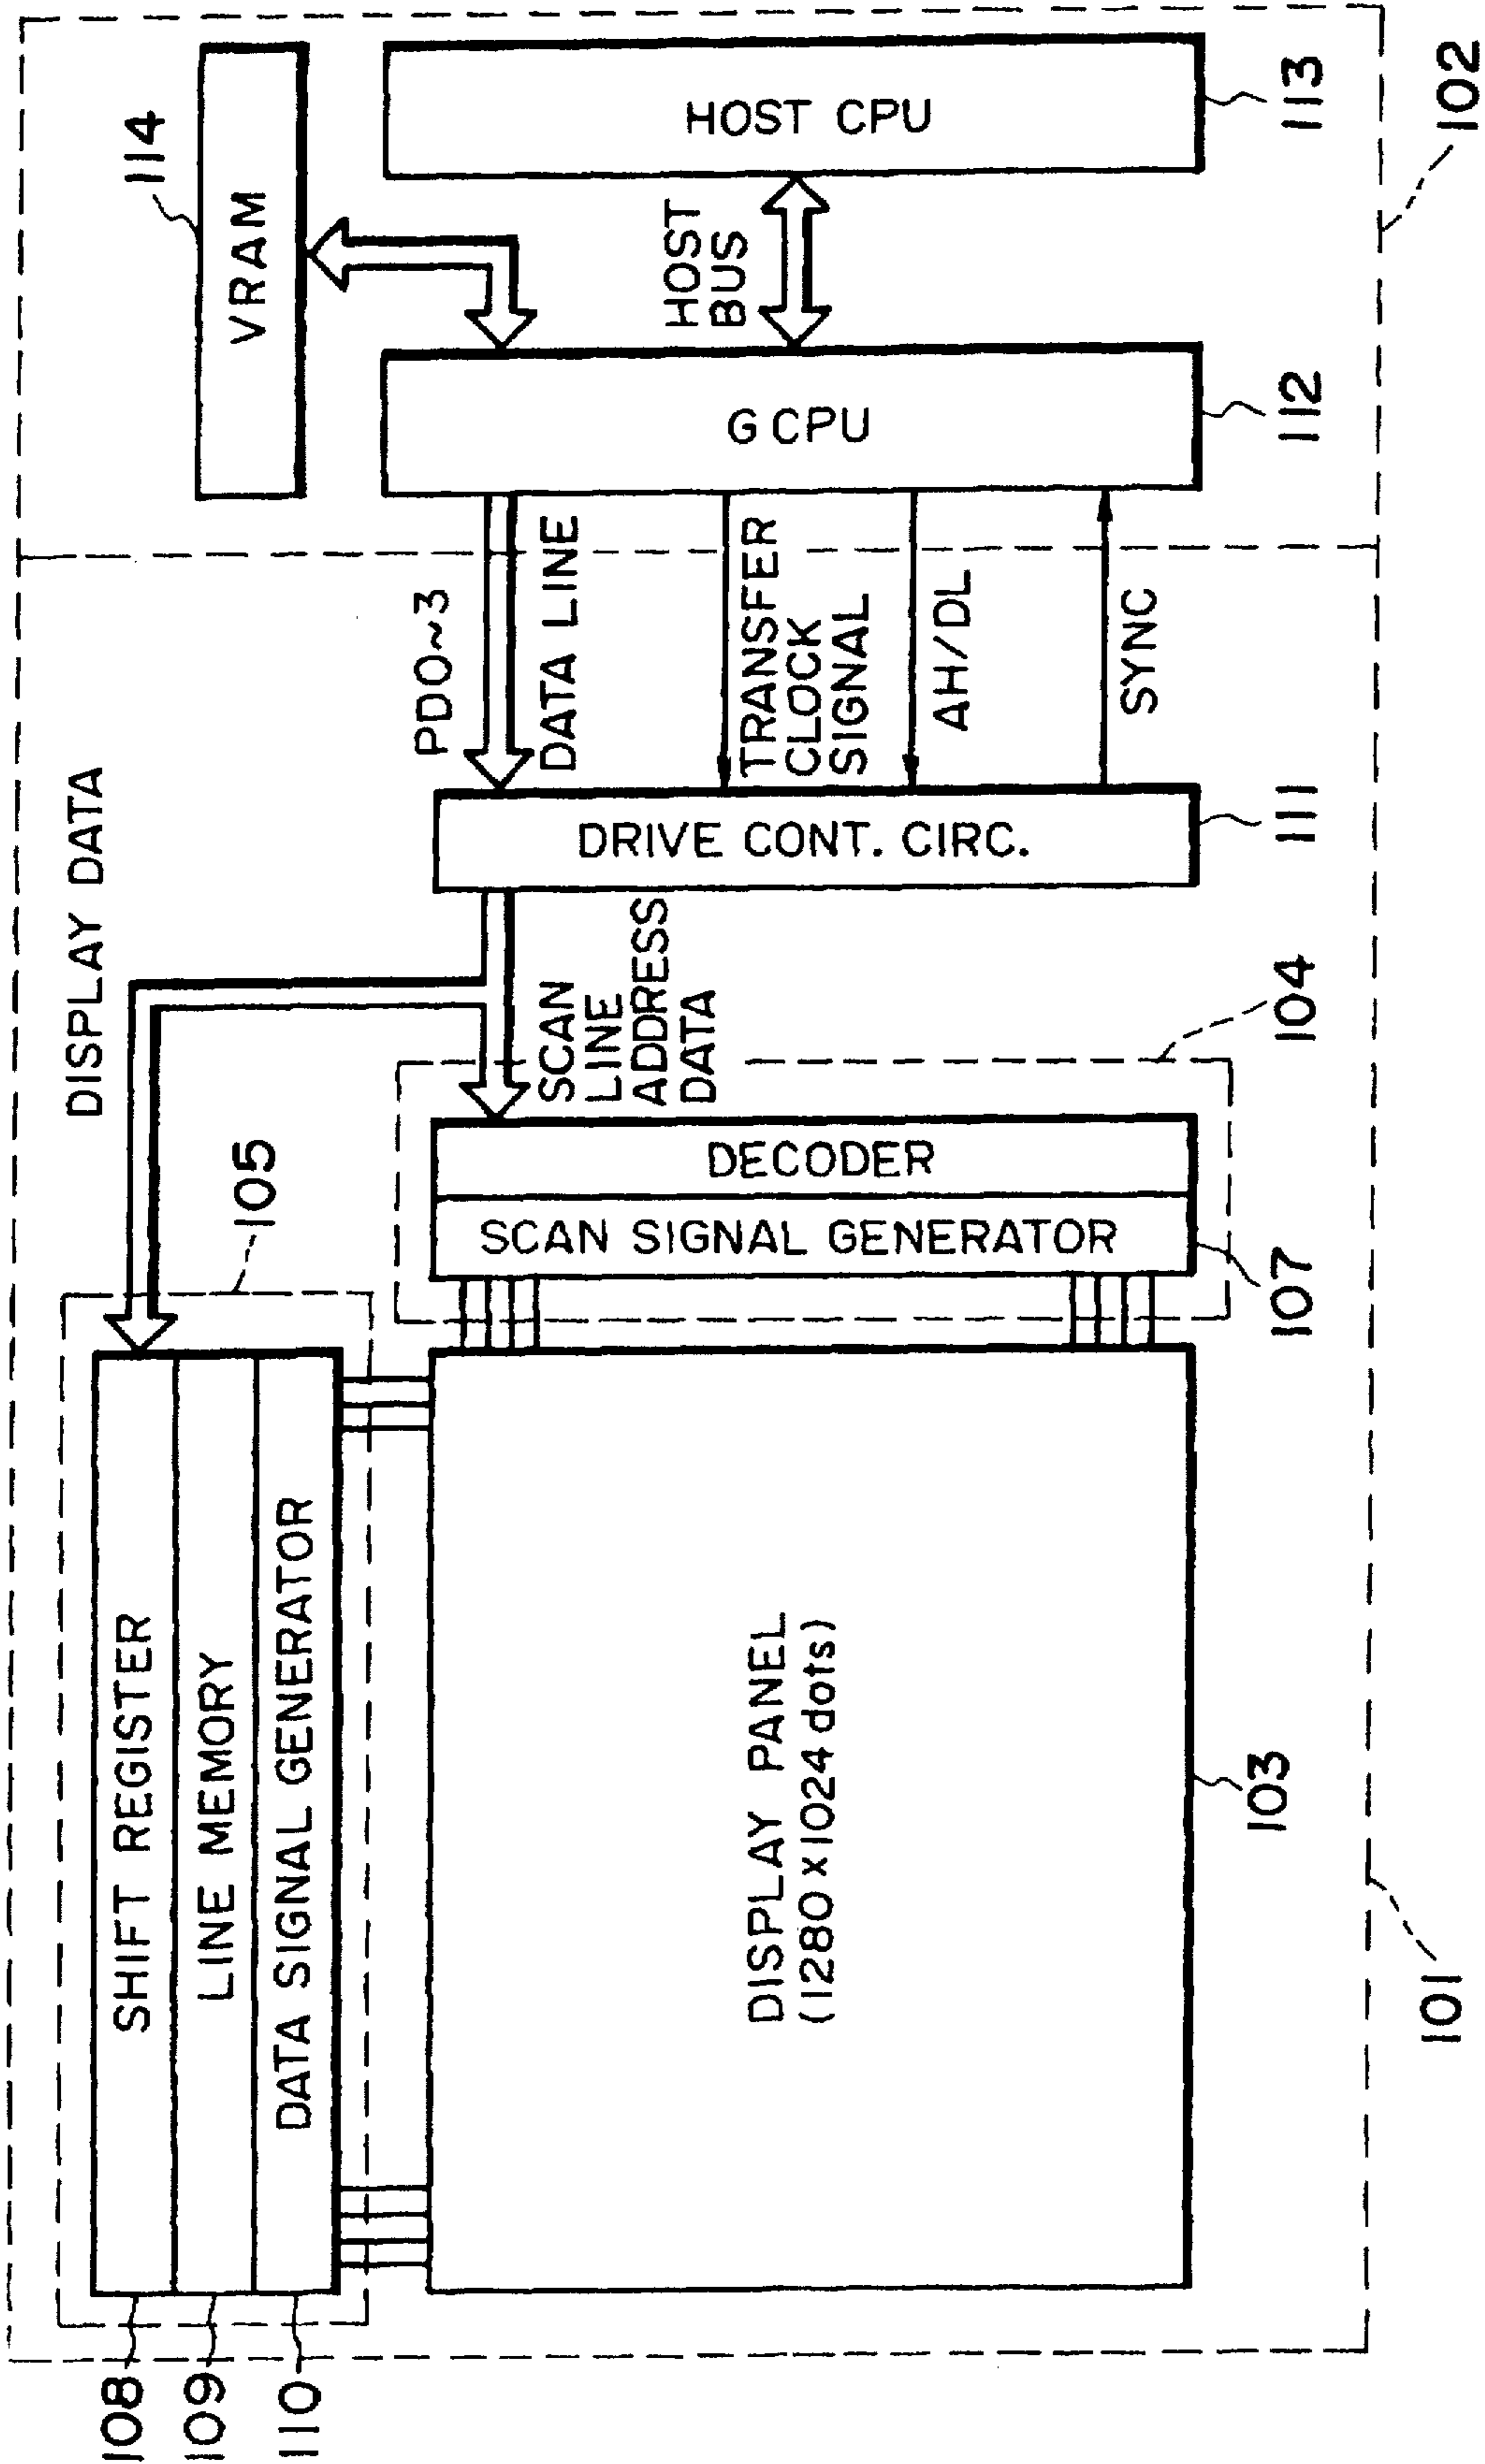 108
109
110
SHIFT REGISTER
LINE MEMORY
DATA SIGNAL GENERATOR
105
DISPLAY DATA
114
VRAM
DISPLAY PANEL
(1280 x 1024 dots)
103
SCAN SIGNAL GENERATOR
DECODER
107
104
SCAN
LINE
ADDRESS
DATA
DRIVE CONT. CIRC.
111
PD0~3
DATA LINE
TRANSFER
CLOCK
SIGNAL
AH/DL
SYNC
G CPU
112
HOST
BUS
HOST CPU
113
101
102